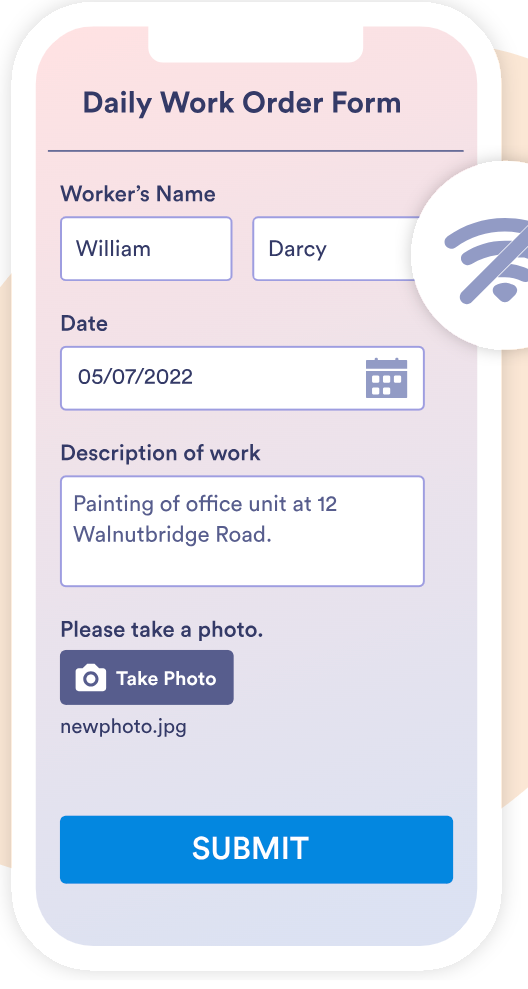 Daily Work Order Form
Worker’s Name
William
Darcy
Date
05/07/2022
Description of work
Painting of office unit at 12
Walnutbridge Road.
Please take a photo.
Take Photo
newphoto.jpg
SUBMIT